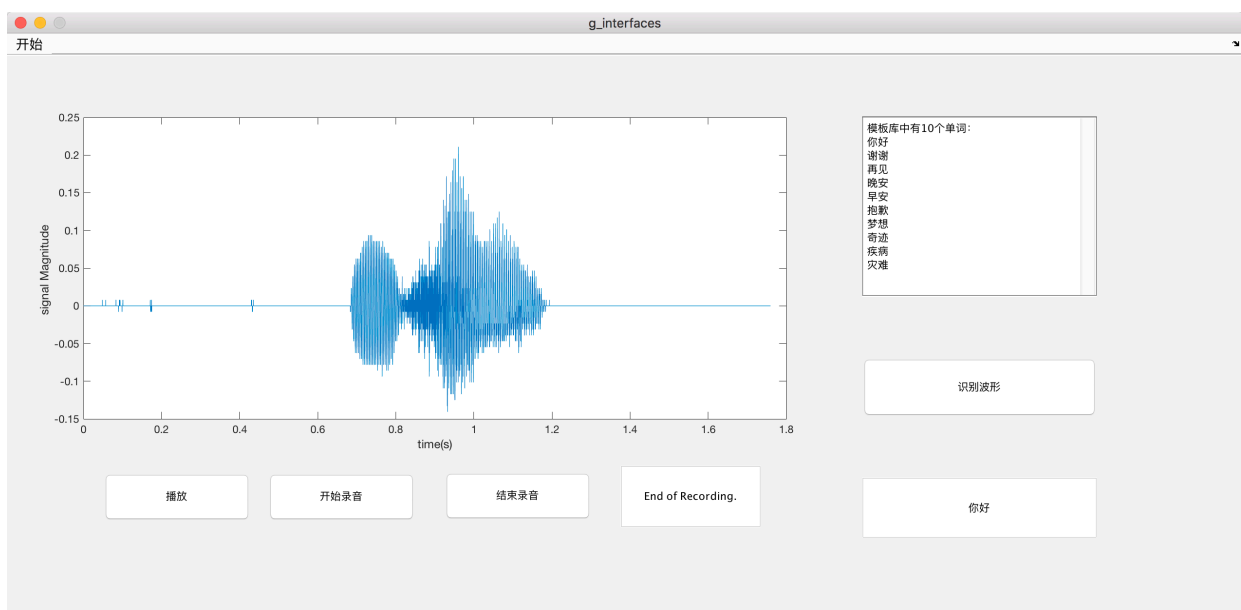 g_interfaces
开始
0.25
0.2
0.15
0.1
0.05
0
-0.05
-0.1
-0.15
signal Magnitude
0 0.2 0.4 0.6 0.8 1 1.2 1.4 1.6 1.8
time(s)
模板库中有10个单词：
你好
谢谢
再见
晚安
早安
抱歉
梦想
奇迹
疾病
灾难
识别波形
播放
开始录音
结束录音
End of Recording.
你好